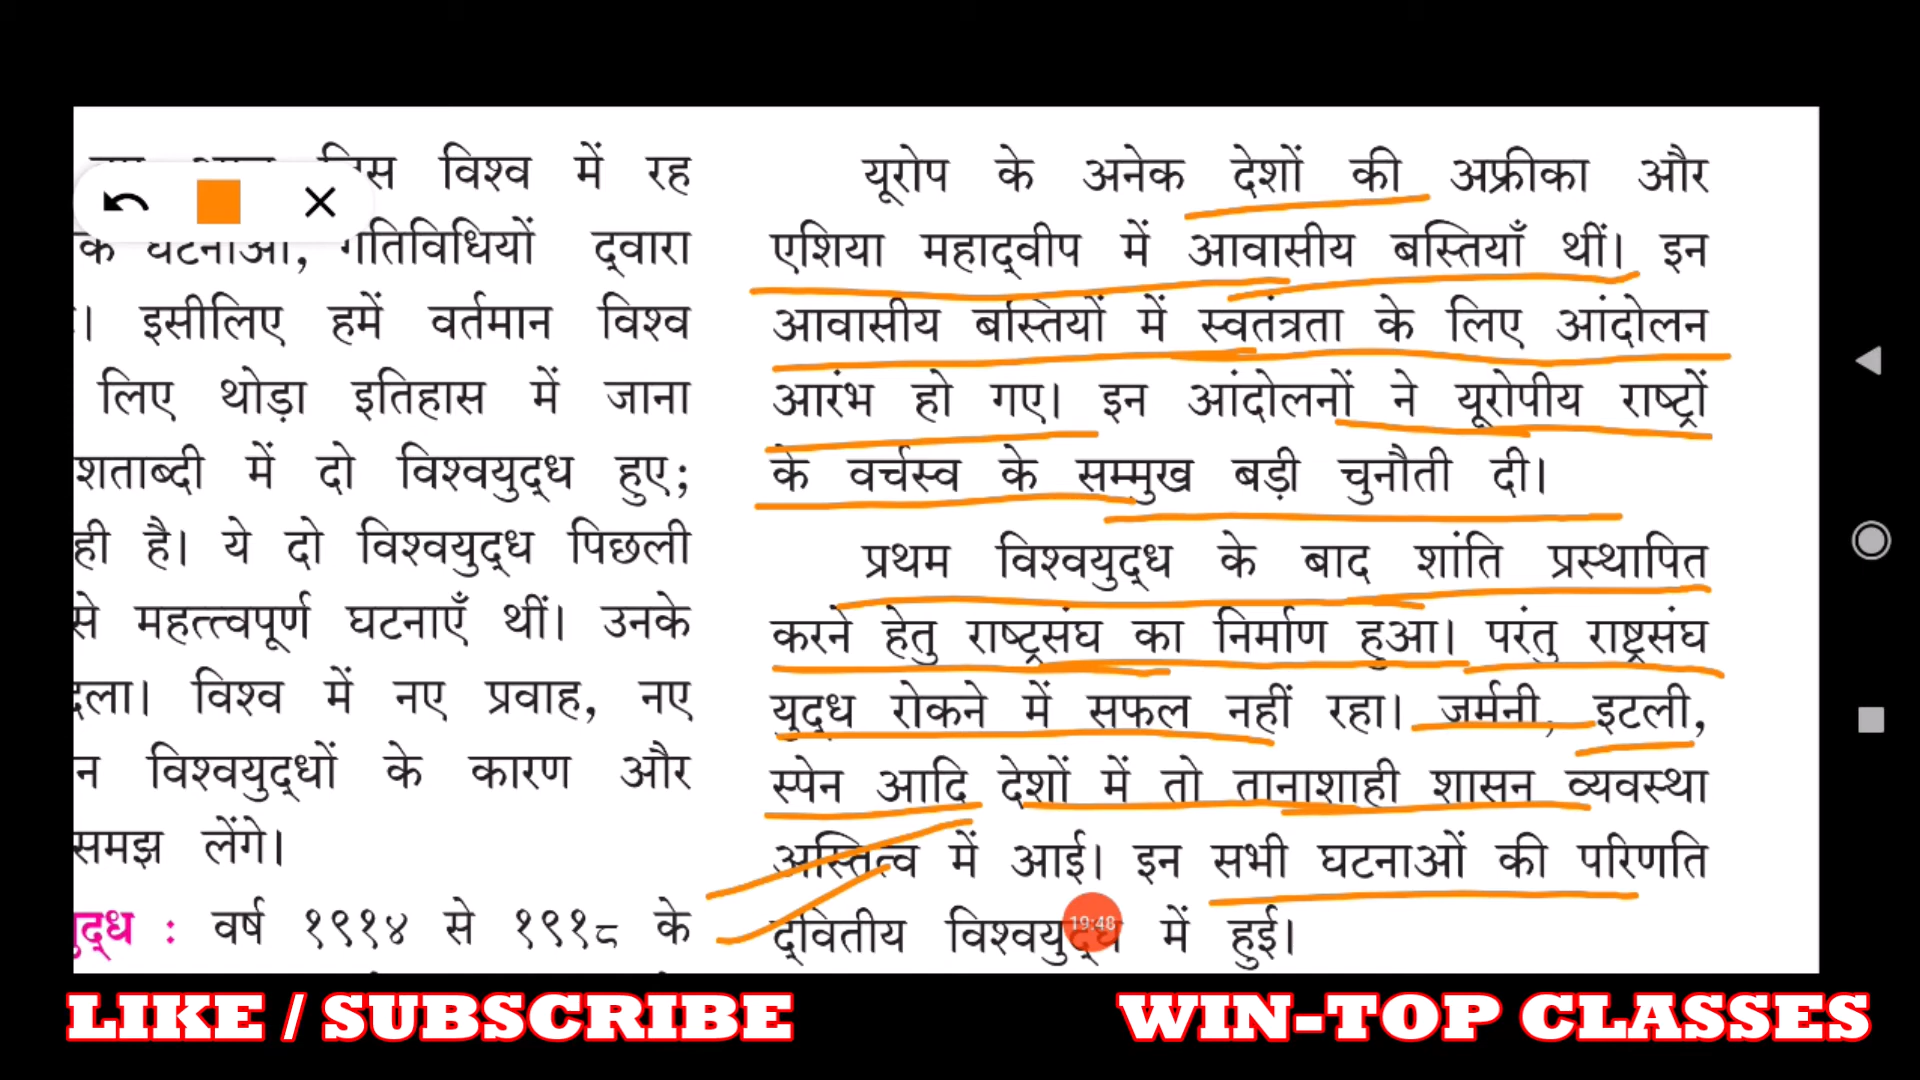 विश्व में रह
गतिविधियों द्वारा
। इसीलिए हमें वर्तमान विश्व
लिए थोड़ा इतिहास में जाना
शताब्दी में दो विश्वयुद्ध हुए;
ही है। ये दो विश्वयुद्ध पिछली
से महत्त्वपूर्ण घटनाएँ थीं। उनके
दला। विश्व में नए प्रवाह, नए
न विश्वयुद्धों के कारण और
समझ लेंगे।
युद्ध : वर्ष १९१४ से १९१८ के
यूरोप के अनेक देशों की अफ्रीका और
एशिया महाद्वीप में आवासीय बस्तियाँ थीं। इन
आवासीय बस्तियों में स्वतंत्रता के लिए आंदोलन
आरंभ हो गए। इन आंदोलनों ने यूरोपीय राष्ट्रों
के वर्चस्व के सम्मुख बड़ी चुनौती दी।
प्रथम विश्वयुद्ध के बाद शांति प्रस्थापित
करने हेतु राष्ट्रसंघ का निर्माण हुआ। परंतु राष्ट्रसंघ
युद्ध रोकने में सफल नहीं रहा। जर्मनी, इटली,
स्पेन आदि देशों में तो तानाशाही शासन व्यवस्था
अस्तित्व में आई। इन सभी घटनाओं की परिणति
द्वितीय विश्वयुद्ध में हुई।
19:48
LIKE / SUBSCRIBE
WIN-TOP CLASSES